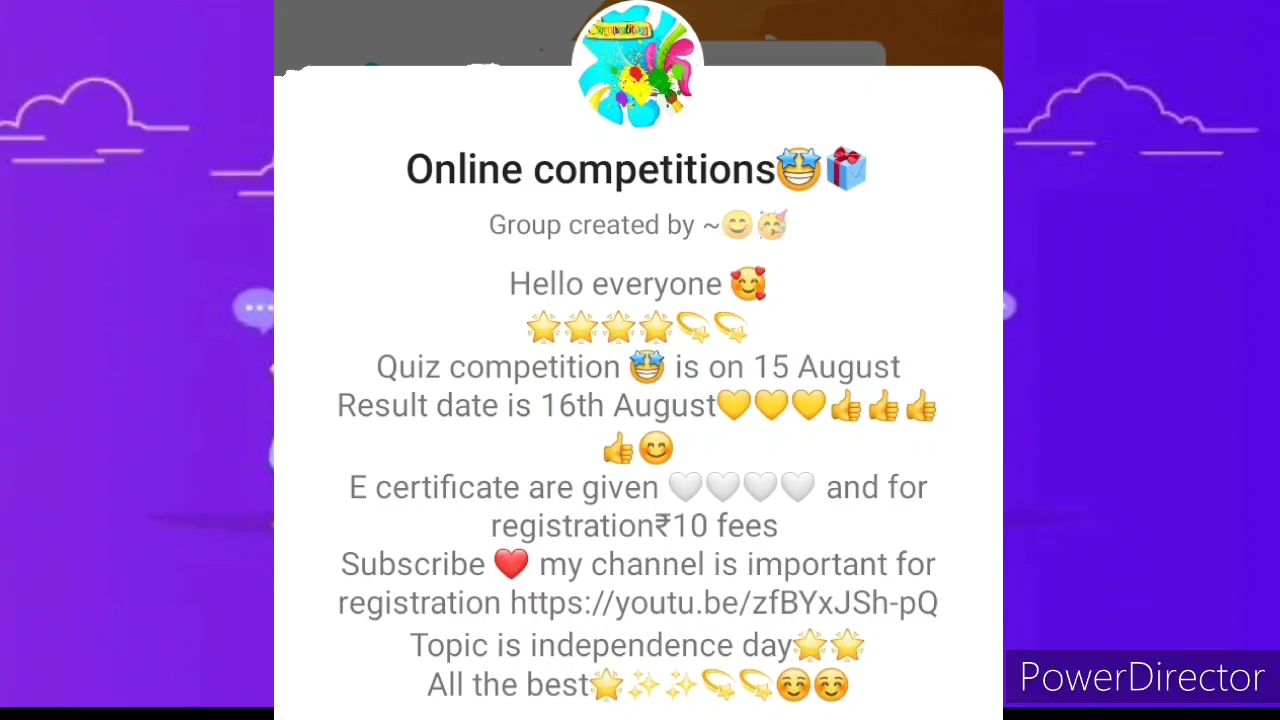 Competition
Online competitions🤩🎁
Group created by ~😊🥳
Hello everyone 🥰
🌟🌟🌟🌟💫💫
Quiz competition 🤩 is on 15 August
Result date is 16th August💛💛💛👍👍👍
👍😊
E certificate are given 🤍🤍🤍🤍 and for
registration₹10 fees
Subscribe ❤️ my channel is important for
registration https://youtu.be/zfBYxJSh-pQ
Topic is independence day🌟🌟
All the best🌟✨✨💫💫☺️☺️
PowerDirector